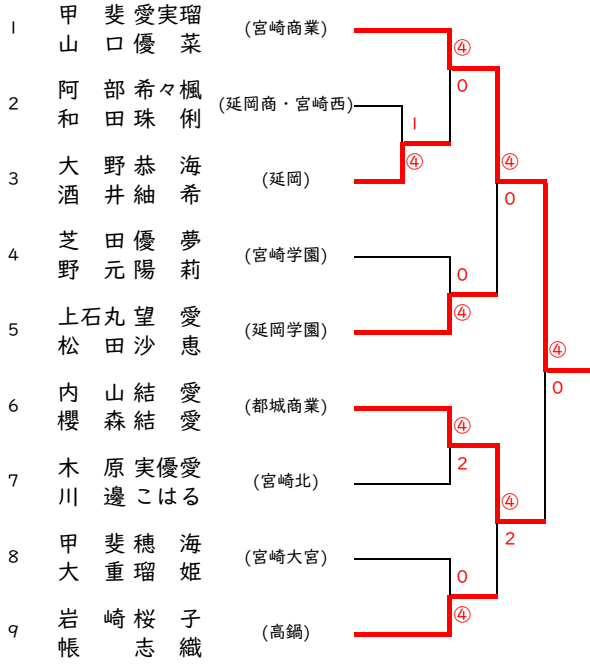 1 甲斐愛実瑠 (宮崎商業)
山口優菜
④
0
2 阿部希々楓 (延岡商・宮崎西)
和田珠俐
1
④
④
0
3 大野恭海 (延岡)
酒井紬希
4 芝田優夢 (宮崎学園)
野元陽莉
0
④
5 上石丸望愛 (延岡学園)
松田沙恵
④
0
6 内山結愛 (都城商業)
櫻森結愛
④
2
7 木原実優愛 (宮崎北)
川邊こはる
④
2
8 甲斐穂海 (宮崎大宮)
大重瑠姫
0
④
9 岩崎桜子 (高鍋)
帳志織